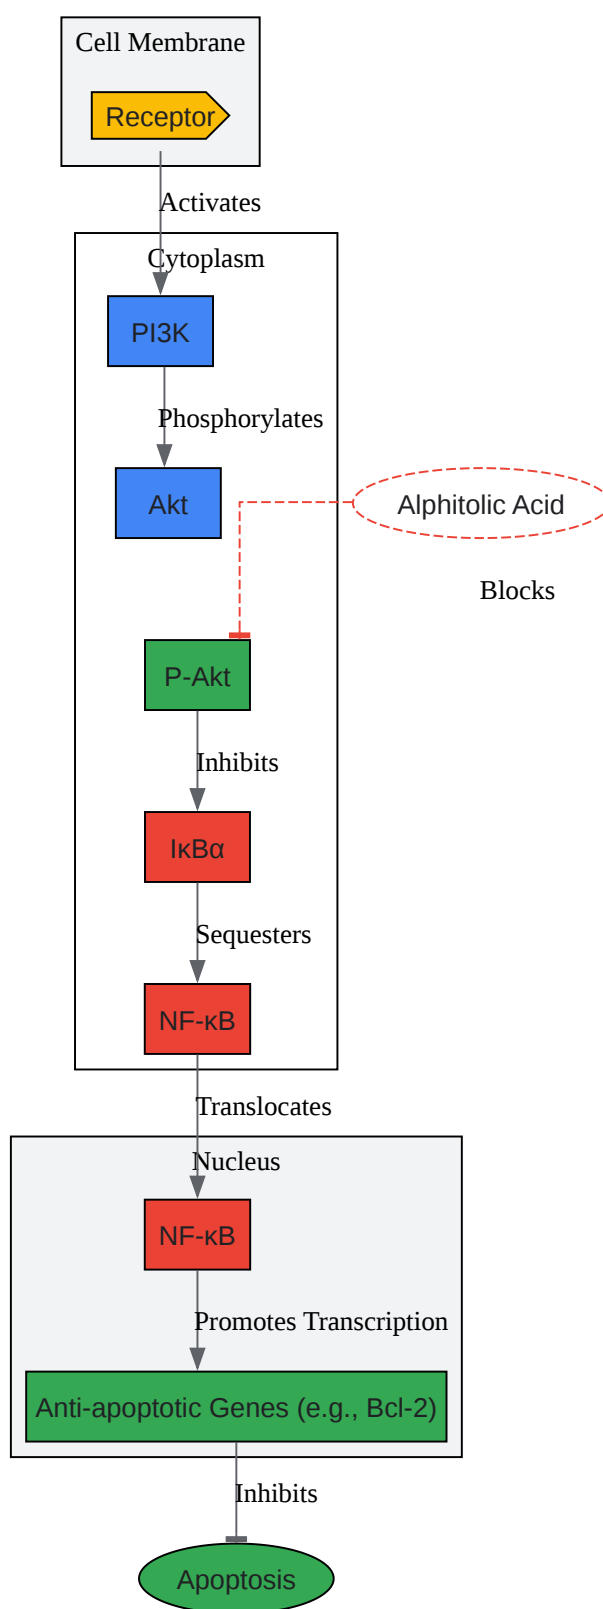 Cell Membrane
Receptor
Activates
Cytoplasm
PI3K
Phosphorylates
Akt
Alphitolic Acid
Blocks
P-Akt
Inhibits
IκBα
Sequesters
NF-κB
Translocates
Nucleus
NF-κB
Promotes Transcription
Anti-apoptotic Genes (e.g., Bcl-2)
Inhibits
Apoptosis